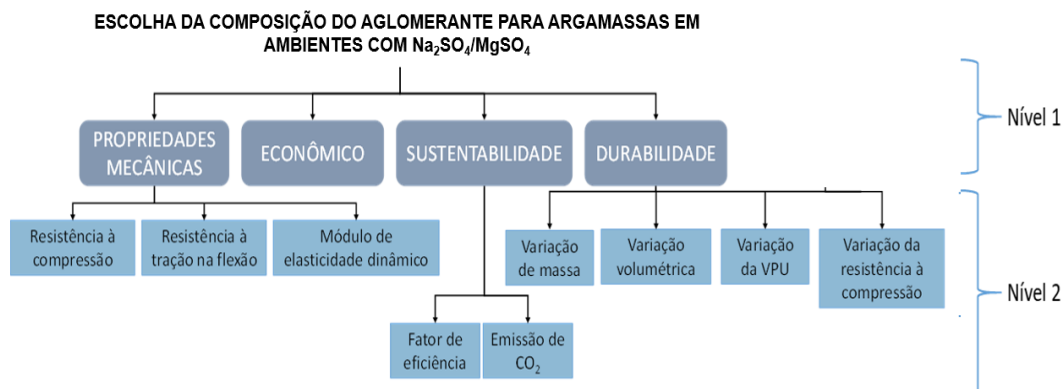 ESCOLHA DA COMPOSIÇÃO DO AGLOMERANTE PARA ARGAMASSAS EM
AMBIENTES COM Na₂SO₄/MgSO₄
PROPRIEDADES
MECÂNICAS
ECONÔMICO
SUSTENTABILIDADE
DURABILIDADE
Nível 1
Resistência à
compressão
Resistência à
tração na flexão
Módulo de
elasticidade dinâmico
Variação
de massa
Variação
volumétrica
Variação
da VPU
Variação da
resistência à
compressão
Nível 2
Fator de
eficiência
Emissão de
CO₂